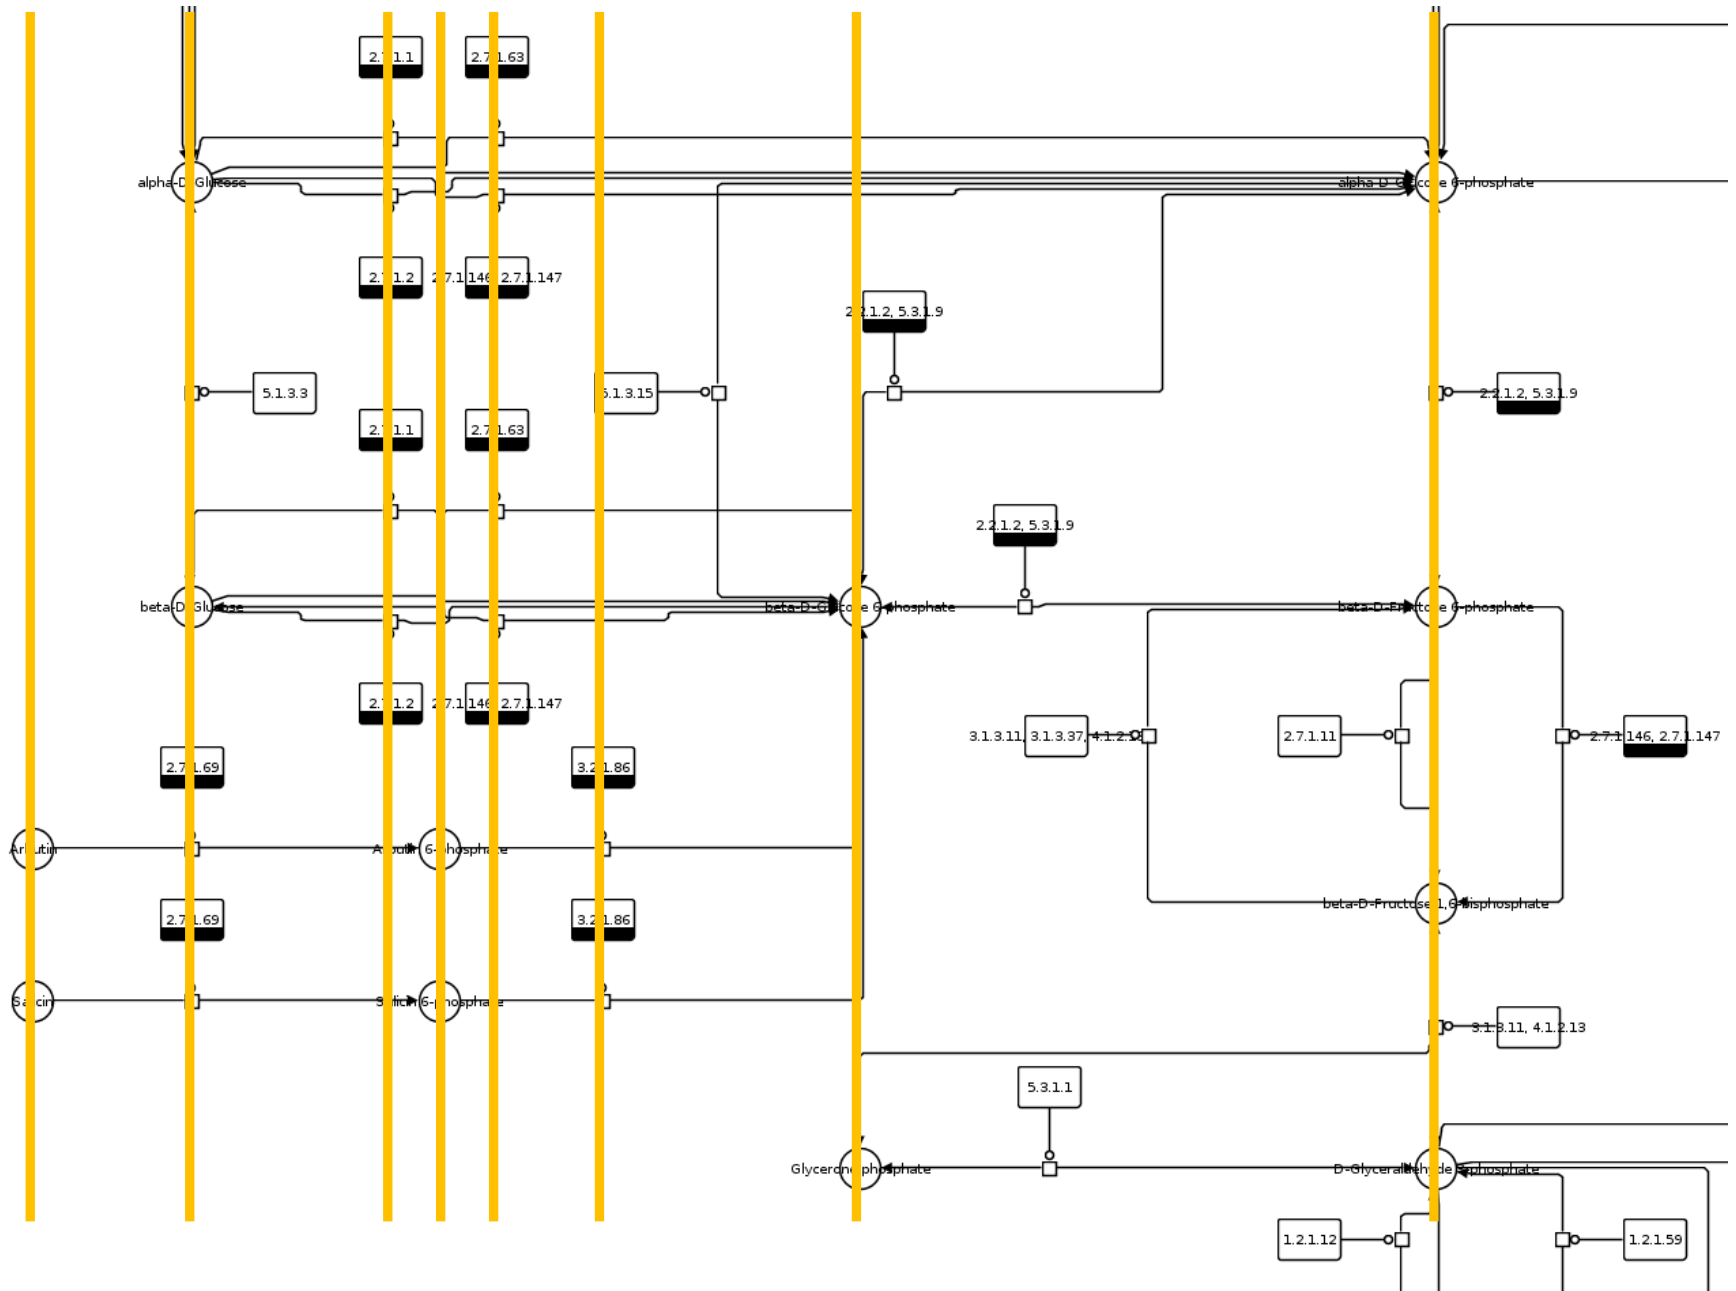 2.7.1.1
2.7.1.63
alpha-D-Glucose
alpha-D-Glucose 6-phosphate
2.7.1.2
2.7.1.146, 2.7.1.147
2.2.1.2, 5.3.1.9
5.1.3.3
5.1.3.15
2.2.1.2, 5.3.1.9
2.7.1.1
2.7.1.63
2.2.1.2, 5.3.1.9
beta-D-Glucose
beta-D-Glucose 6-phosphate
beta-D-Fructose 6-phosphate
2.7.1.2
2.7.1.146, 2.7.1.147
3.1.3.11, 3.1.3.37, 4.1.2.13
2.7.1.11
2.7.1.146, 2.7.1.147
2.7.1.69
3.2.1.86
Arbutin
Arbutin 6-phosphate
beta-D-Fructose 1,6-bisphosphate
2.7.1.69
3.2.1.86
Salicin
Salicin 6-phosphate
3.1.3.11, 4.1.2.13
5.3.1.1
Glycerone phosphate
D-Glyceraldehyde 3-phosphate
1.2.1.12
1.2.1.59